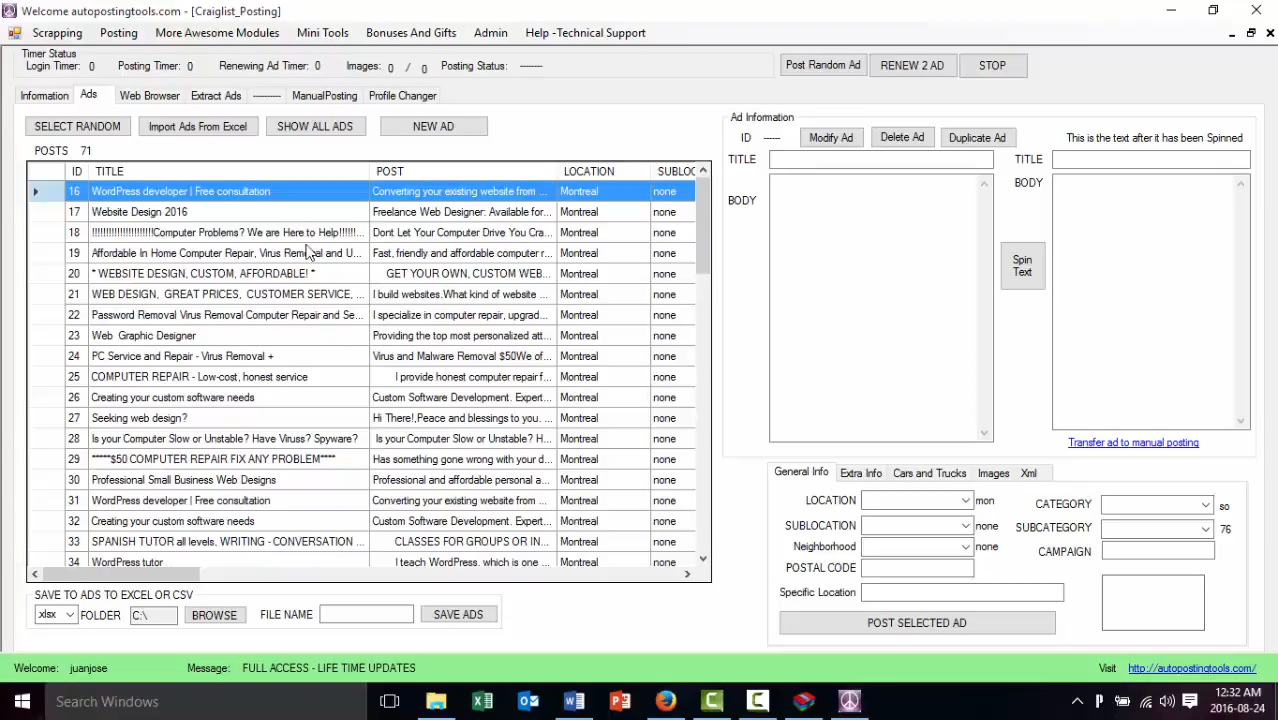 Welcome autopostingtools.com - [Craiglist_Posting]
Scrapping Posting More Awesome Modules Mini Tools Bonuses And Gifts Admin Help -Technical Support
Timer Status
Login Timer: 0 Posting Timer: 0 Renewing Ad Timer: 0 Images: 0 / 0 Posting Status: -------
Post Random Ad RENEW 2 AD STOP
Information Ads Web Browser Extract Ads ---------- ManualPosting Profile Changer
SELECT RANDOM Import Ads From Excel SHOW ALL ADS NEW AD
POSTS 71
ID TITLE POST LOCATION SUBLOC
16 WordPress developer | Free consultation Converting your existing website from ... Montreal none
17 Website Design 2016 Freelance Web Designer: Available for... Montreal none
18 !!!!!!!!!!!!!!!!!!!!!!Computer Problems? We are Here to Help!!!!!!... Dont Let Your Computer Drive You Cra... Montreal none
19 Affordable In Home Computer Repair, Virus Removal and U... Fast, friendly and affordable computer r... Montreal none
20 * WEBSITE DESIGN, CUSTOM, AFFORDABLE! * GET YOUR OWN, CUSTOM WEB... Montreal none
21 WEB DESIGN, GREAT PRICES, CUSTOMER SERVICE, ... I build websites.What kind of website ... Montreal none
22 Password Removal Virus Removal Computer Repair and Se... I specialize in computer repair, upgrad... Montreal none
23 Web Graphic Designer Providing the top most personalized att... Montreal none
24 PC Service and Repair - Virus Removal + Virus and Malware Removal $50We of... Montreal none
25 COMPUTER REPAIR - Low-cost, honest service I provide honest computer repair f... Montreal none
26 Creating your custom software needs Custom Software Development. Expert... Montreal none
27 Seeking web design? Hi There!,Peace and blessings to you. ... Montreal none
28 Is your Computer Slow or Unstable? Have Viruss? Spyware? Is your Computer Slow or Unstable? H... Montreal none
29 *****$50 COMPUTER REPAIR FIX ANY PROBLEM**** Has something gone wrong with your d... Montreal none
30 Professional Small Business Web Designs Professional and affordable personal a... Montreal none
31 WordPress developer | Free consultation Converting your existing website from ... Montreal none
32 Creating your custom software needs Custom Software Development. Expert... Montreal none
33 SPANISH TUTOR all levels, WRITING - CONVERSATION ... CLASSES FOR GROUPS OR IN... Montreal none
34 WordPress tutor I teach WordPress, which is one ... Montreal none
SAVE TO ADS TO EXCEL OR CSV
.xlsx FOLDER C:\ BROWSE FILE NAME SAVE ADS
Ad Information
ID ------ Modify Ad Delete Ad Duplicate Ad This is the text after it has been Spinned
TITLE TITLE
BODY BODY
Spin
Text
Transfer ad to manual posting
General Info Extra Info Cars and Trucks Images Xml
LOCATION mon CATEGORY so
SUBLOCATION none SUBCATEGORY 76
Neighborhood none CAMPAIGN
POSTAL CODE
Specific Location
POST SELECTED AD
Welcome: juanjose Message: FULL ACCESS - LIFE TIME UPDATES Visit http://autopostingtools.com/
Search Windows
12:32 AM
2016-08-24